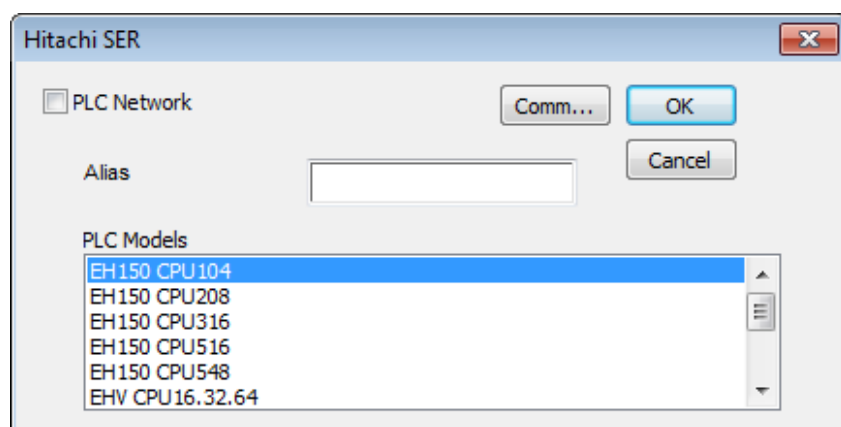 Hitachi SER
PLC Network
Comm...
OK
Alias
Cancel
PLC Models
EH150 CPU104
EH150 CPU208
EH150 CPU316
EH150 CPU516
EH150 CPU548
EHV CPU16.32.64